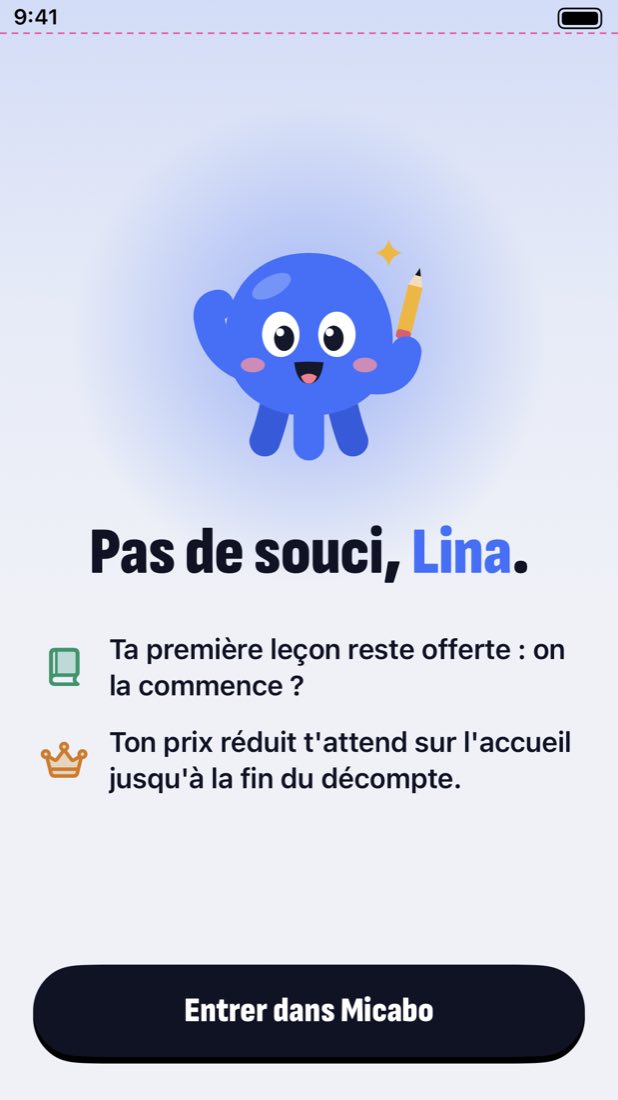 9:41
Pas de souci, Lina.
Ta première leçon reste offerte : on
la commence ?
Ton prix réduit t'attend sur l'accueil
jusqu'à la fin du décompte.
Entrer dans Micabo